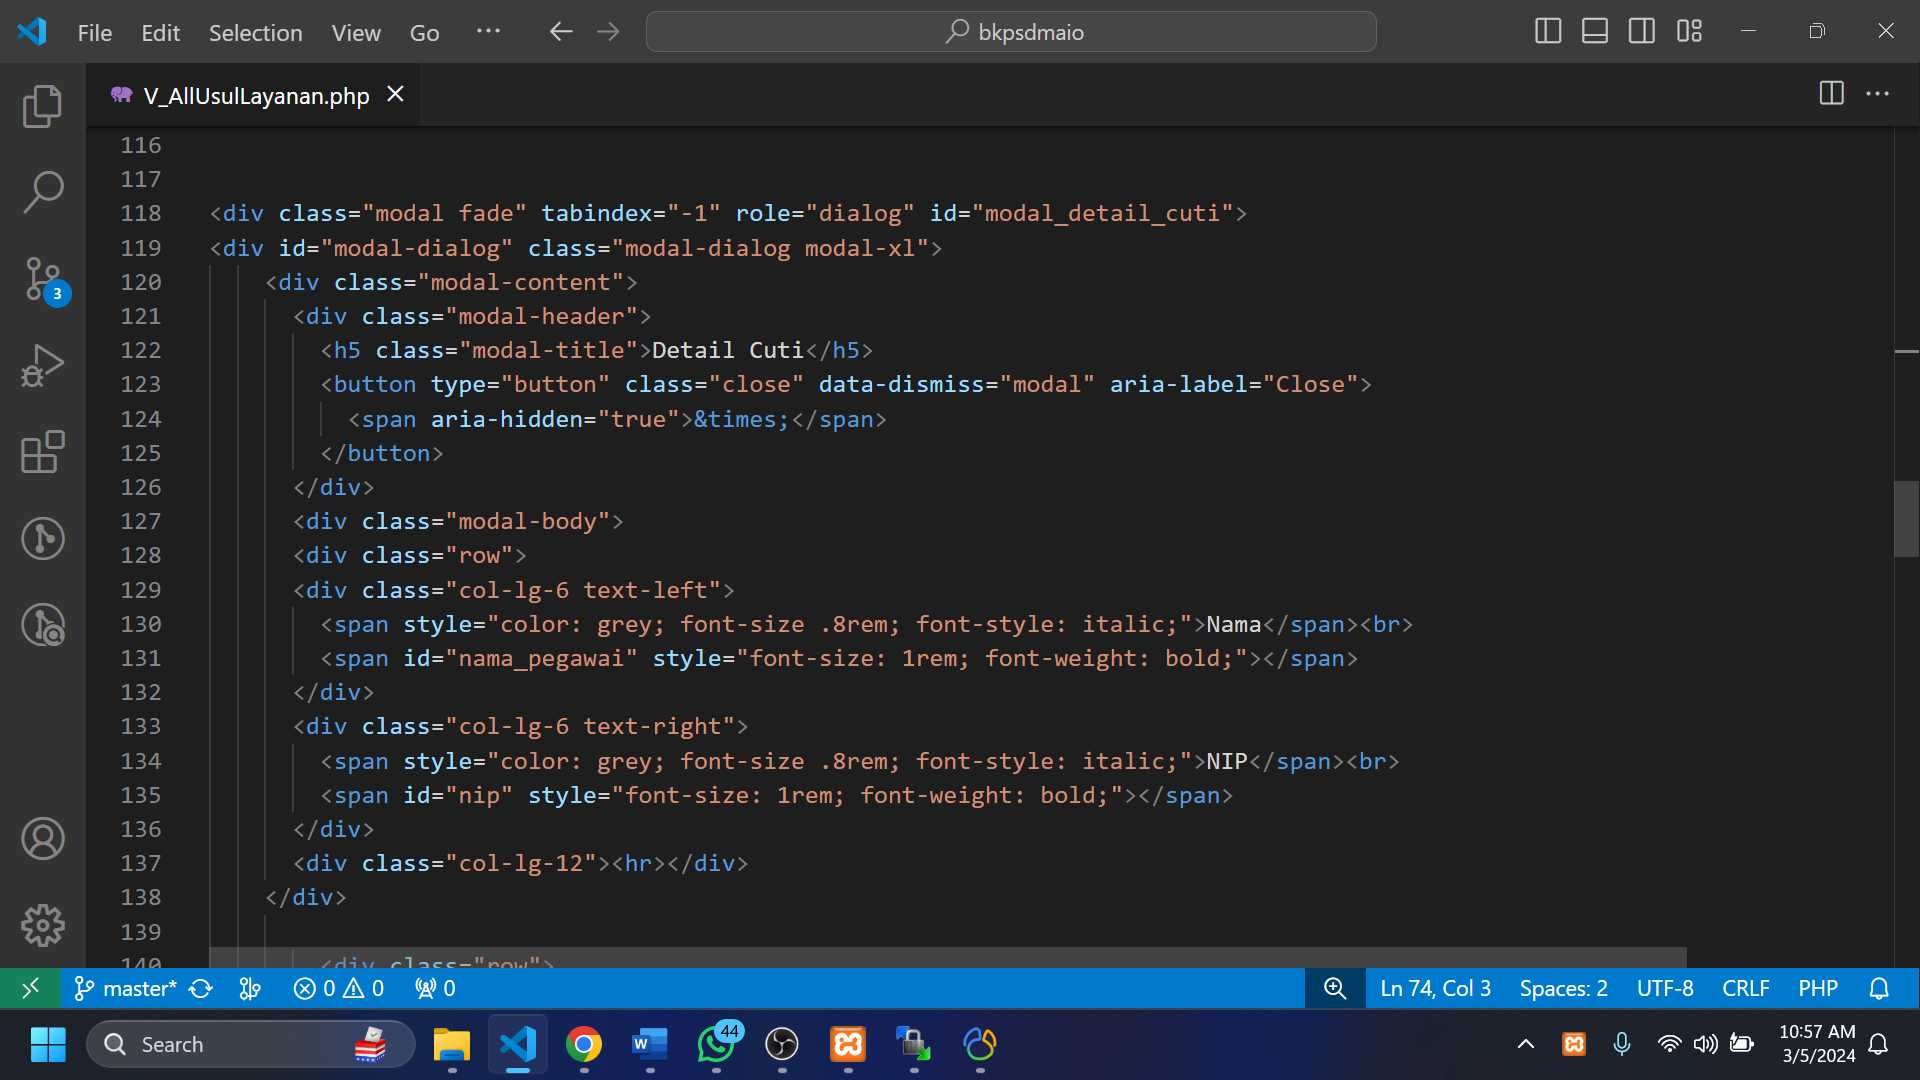 File Edit Selection View Go ··· bkpsdmaio
V_AllUsulLayanan.php
116
117
118 <div class="modal fade" tabindex="-1" role="dialog" id="modal_detail_cuti">
119 <div id="modal-dialog" class="modal-dialog modal-xl">
120 <div class="modal-content">
121 <div class="modal-header">
122 <h5 class="modal-title">Detail Cuti</h5>
123 <button type="button" class="close" data-dismiss="modal" aria-label="Close">
124 <span aria-hidden="true">&times;</span>
125 </button>
126 </div>
127 <div class="modal-body">
128 <div class="row">
129 <div class="col-lg-6 text-left">
130 <span style="color: grey; font-size .8rem; font-style: italic;">Nama</span><br>
131 <span id="nama_pegawai" style="font-size: 1rem; font-weight: bold;"></span>
132 </div>
133 <div class="col-lg-6 text-right">
134 <span style="color: grey; font-size .8rem; font-style: italic;">NIP</span><br>
135 <span id="nip" style="font-size: 1rem; font-weight: bold;"></span>
136 </div>
137 <div class="col-lg-12"><hr></div>
138 </div>
139
140 <div class="row">
3
master* 0 0 0 Ln 74, Col 3 Spaces: 2 UTF-8 CRLF PHP
Search 44 10:57 AM
3/5/2024